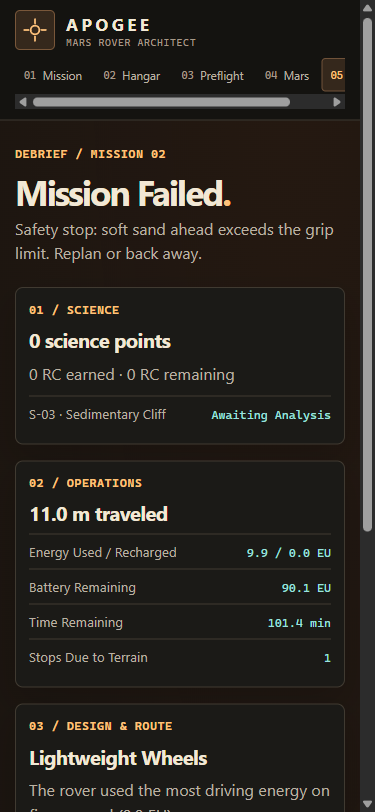 APOGEE
MARS ROVER ARCHITECT
01 Mission 02 Hangar 03 Preflight 04 Mars 05
DEBRIEF / MISSION 02
Mission Failed.
Safety stop: soft sand ahead exceeds the grip
limit. Replan or back away.
01 / SCIENCE
0 science points
0 RC earned · 0 RC remaining
S-03 · Sedimentary Cliff Awaiting Analysis
02 / OPERATIONS
11.0 m traveled
Energy Used / Recharged 9.9 / 0.0 EU
Battery Remaining 90.1 EU
Time Remaining 101.4 min
Stops Due to Terrain 1
03 / DESIGN & ROUTE
Lightweight Wheels
The rover used the most driving energy on